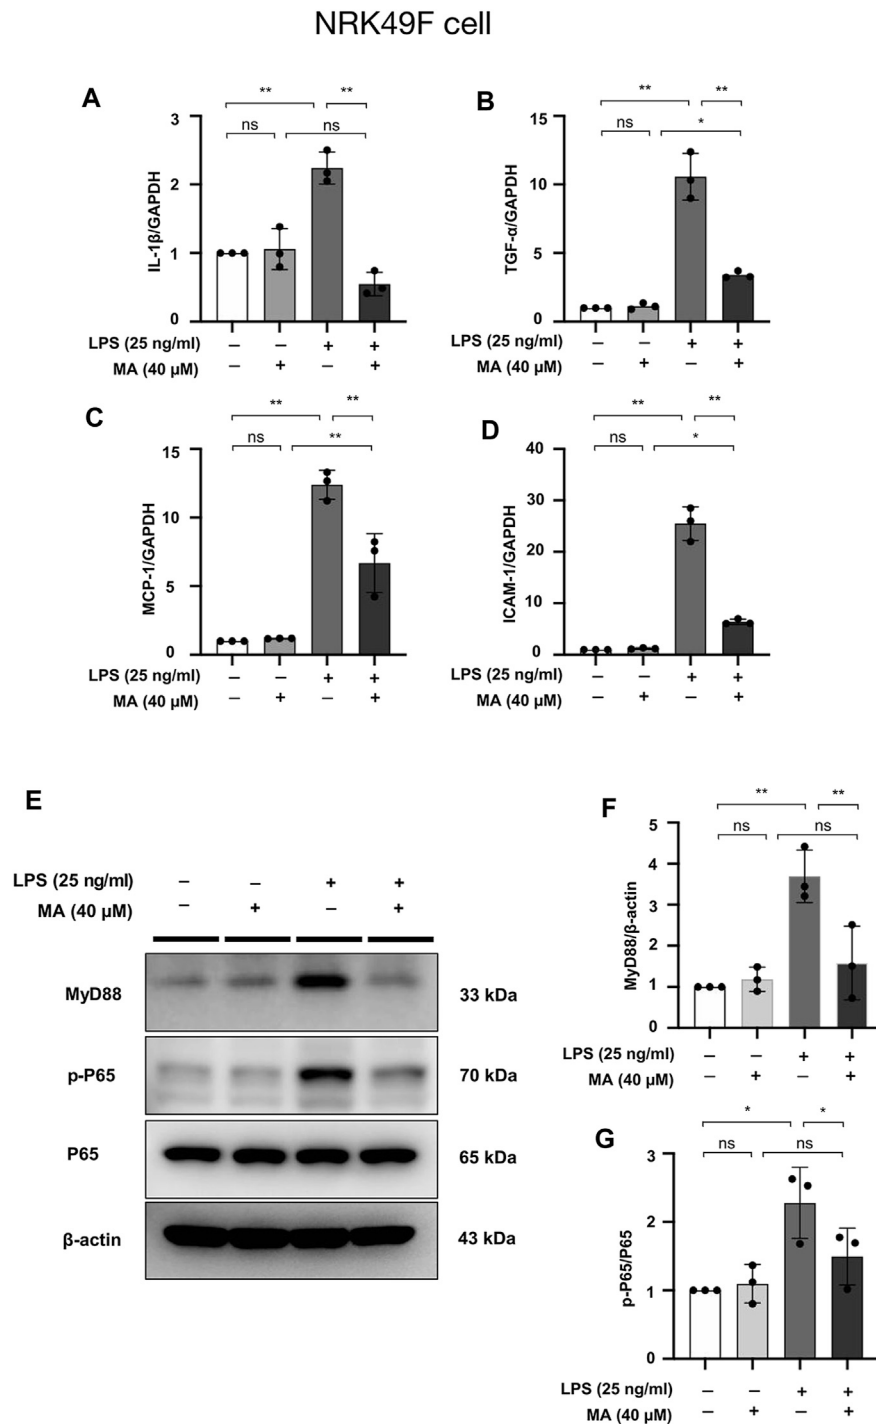 NRK49F cell
A
** **
ns ns
3
2
1
0
IL-1β/GAPDH
LPS (25 ng/ml) – – + +
MA (40 μM) – + – +
B
** **
ns *
15
10
5
0
TGF-α/GAPDH
LPS (25 ng/ml) – – + +
MA (40 μM) – + – +
C
** **
ns **
15
10
5
0
MCP-1/GAPDH
LPS (25 ng/ml) – – + +
MA (40 μM) – + – +
D
** **
ns *
40
30
20
10
0
ICAM-1/GAPDH
LPS (25 ng/ml) – – + +
MA (40 μM) – + – +
E
LPS (25 ng/ml) – – + +
MA (40 μM) – + – +
MyD88 33 kDa
p-P65 70 kDa
P65 65 kDa
β-actin 43 kDa
F
** **
ns ns
5
4
3
2
1
0
MyD88/β-actin
LPS (25 ng/ml) – – + +
MA (40 μM) – + – +
G
* *
ns ns
3
2
1
0
p-P65/P65
LPS (25 ng/ml) – – + +
MA (40 μM) – + – +